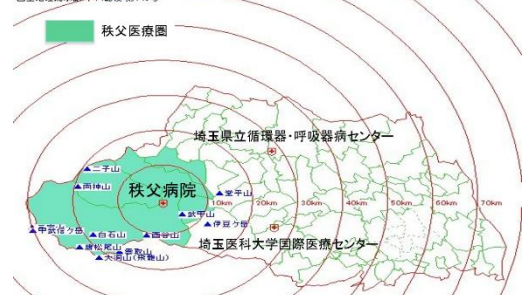 秩父医療圏
埼玉県立循環器・呼吸器病センター
二子山
両神山
秩父病院
堂平山
10km
20km
30km
40km
50km
60km
70km
武甲山
伊豆ケ岳
甲武信ケ岳
白石山
酉谷山
埼玉医科大学国際医療センター
唐松尾山
雲取山
大洞山(飛龍山)